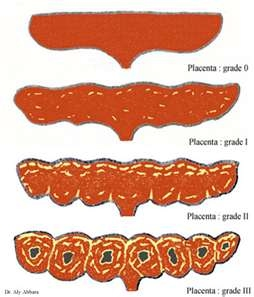 Placenta : grade 0
Placenta : grade I
Placenta : grade II
Dr. Aly Abbara
Placenta : grade III